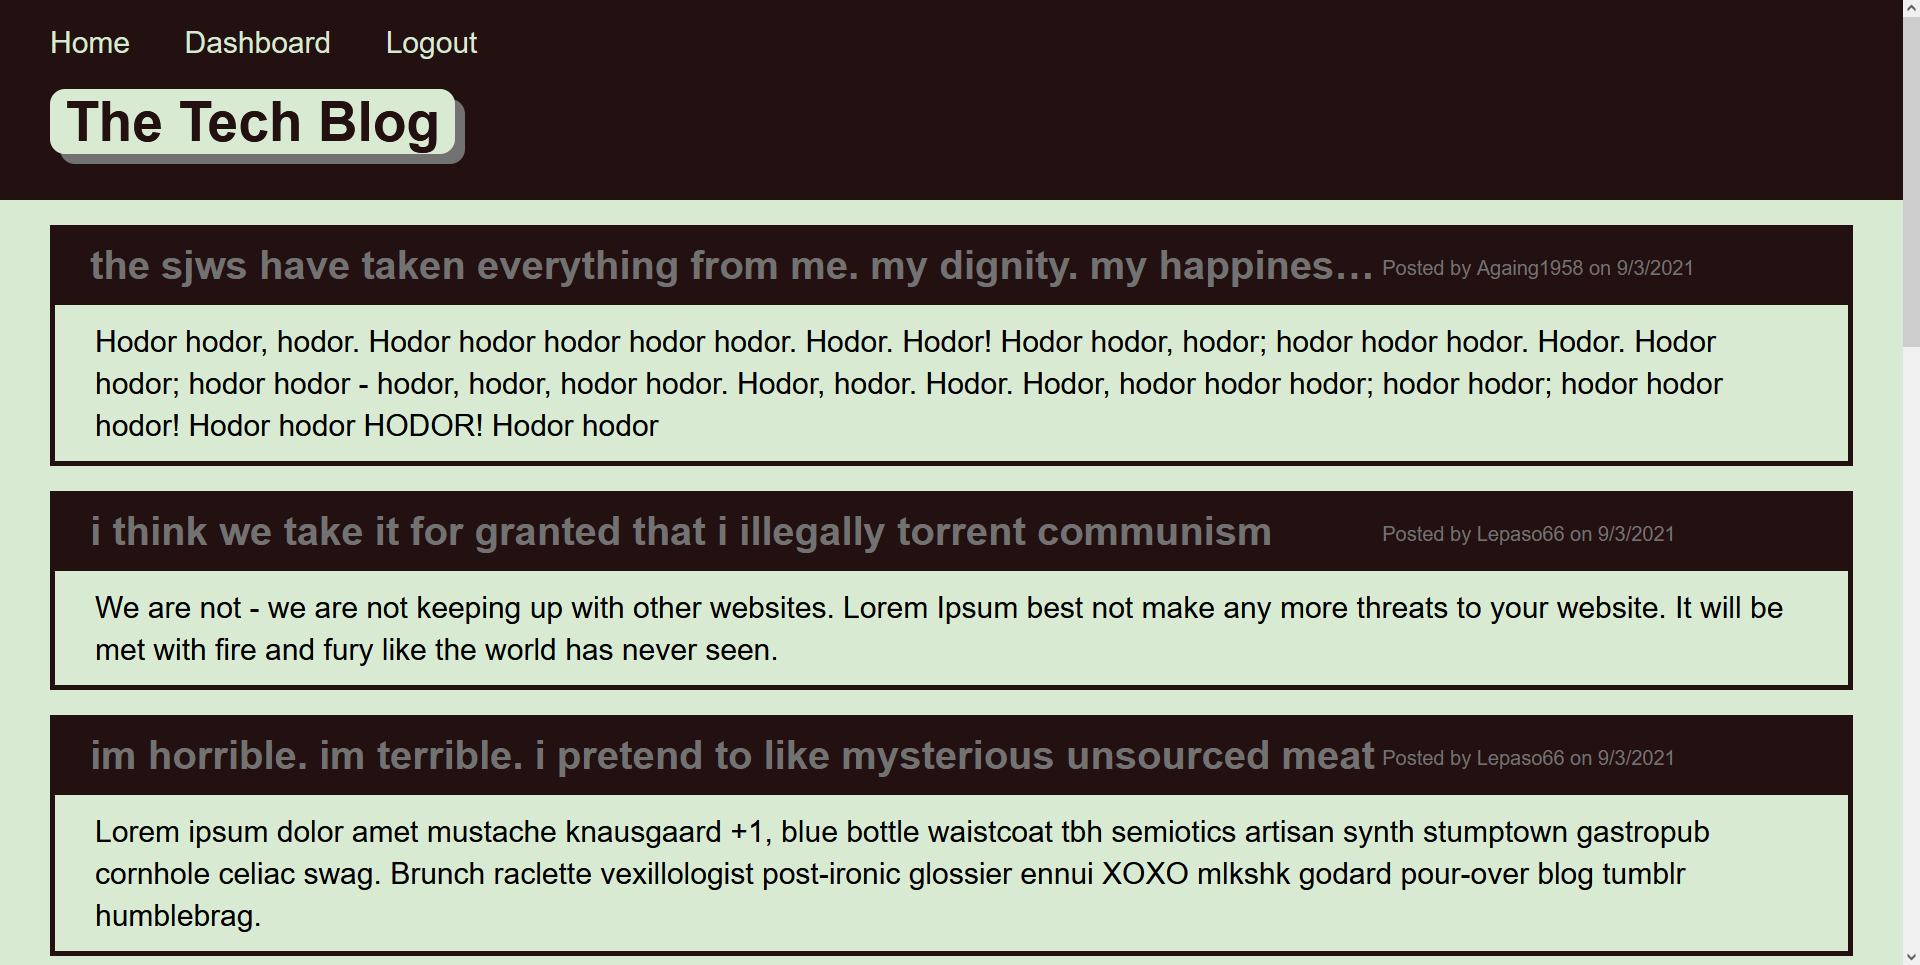 Home Dashboard Logout
The Tech Blog
the sjws have taken everything from me. my dignity. my happines... Posted by Againg1958 on 9/3/2021
Hodor hodor, hodor. Hodor hodor hodor hodor hodor. Hodor. Hodor! Hodor hodor, hodor; hodor hodor hodor. Hodor. Hodor
hodor; hodor hodor - hodor, hodor, hodor hodor. Hodor, hodor. Hodor. Hodor, hodor hodor hodor; hodor hodor; hodor hodor
hodor! Hodor hodor HODOR! Hodor hodor
i think we take it for granted that i illegally torrent communism Posted by Lepaso66 on 9/3/2021
We are not - we are not keeping up with other websites. Lorem Ipsum best not make any more threats to your website. It will be
met with fire and fury like the world has never seen.
im horrible. im terrible. i pretend to like mysterious unsourced meat Posted by Lepaso66 on 9/3/2021
Lorem ipsum dolor amet mustache knausgaard +1, blue bottle waistcoat tbh semiotics artisan synth stumptown gastropub
cornhole celiac swag. Brunch raclette vexillologist post-ironic glossier ennui XOXO mlkshk godard pour-over blog tumblr
humblebrag.